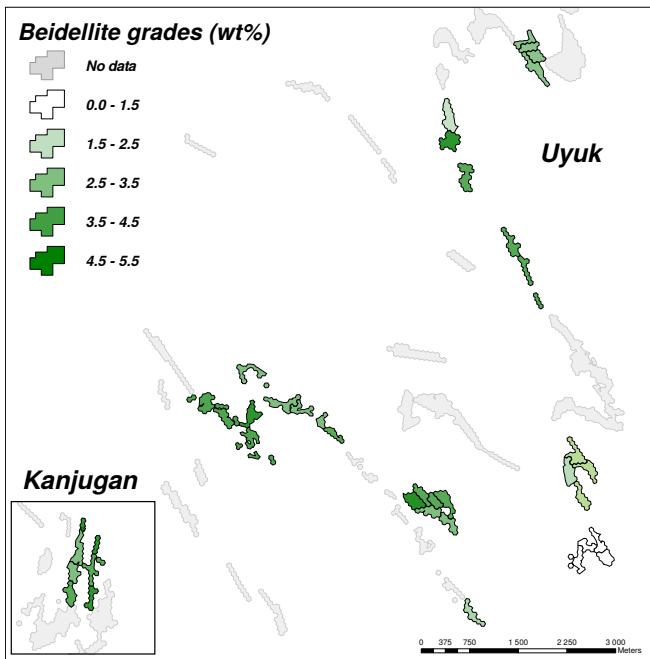 Beidellite grades (wt%)
No data
0.0 - 1.5
1.5 - 2.5
2.5 - 3.5
3.5 - 4.5
4.5 - 5.5
Uyuk
Kanjugan
0 375 750 1 500 2 250 3 000
Meters